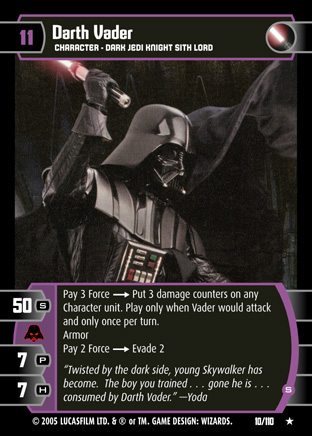 11
Darth Vader
CHARACTER - DARK JEDI KNIGHT SITH LORD
50 S
7 P
7 H
Pay 3 Force → Put 3 damage counters on any
Character unit. Play only when Vader would attack
and only once per turn.
Armor
Pay 2 Force → Evade 2
"Twisted by the dark side, young Skywalker has
become. The boy you trained . . . gone he is . . .
consumed by Darth Vader." —Yoda
S
© 2005 LUCASFILM LTD. & ® or TM. GAME DESIGN: WIZARDS. 10/110 ★